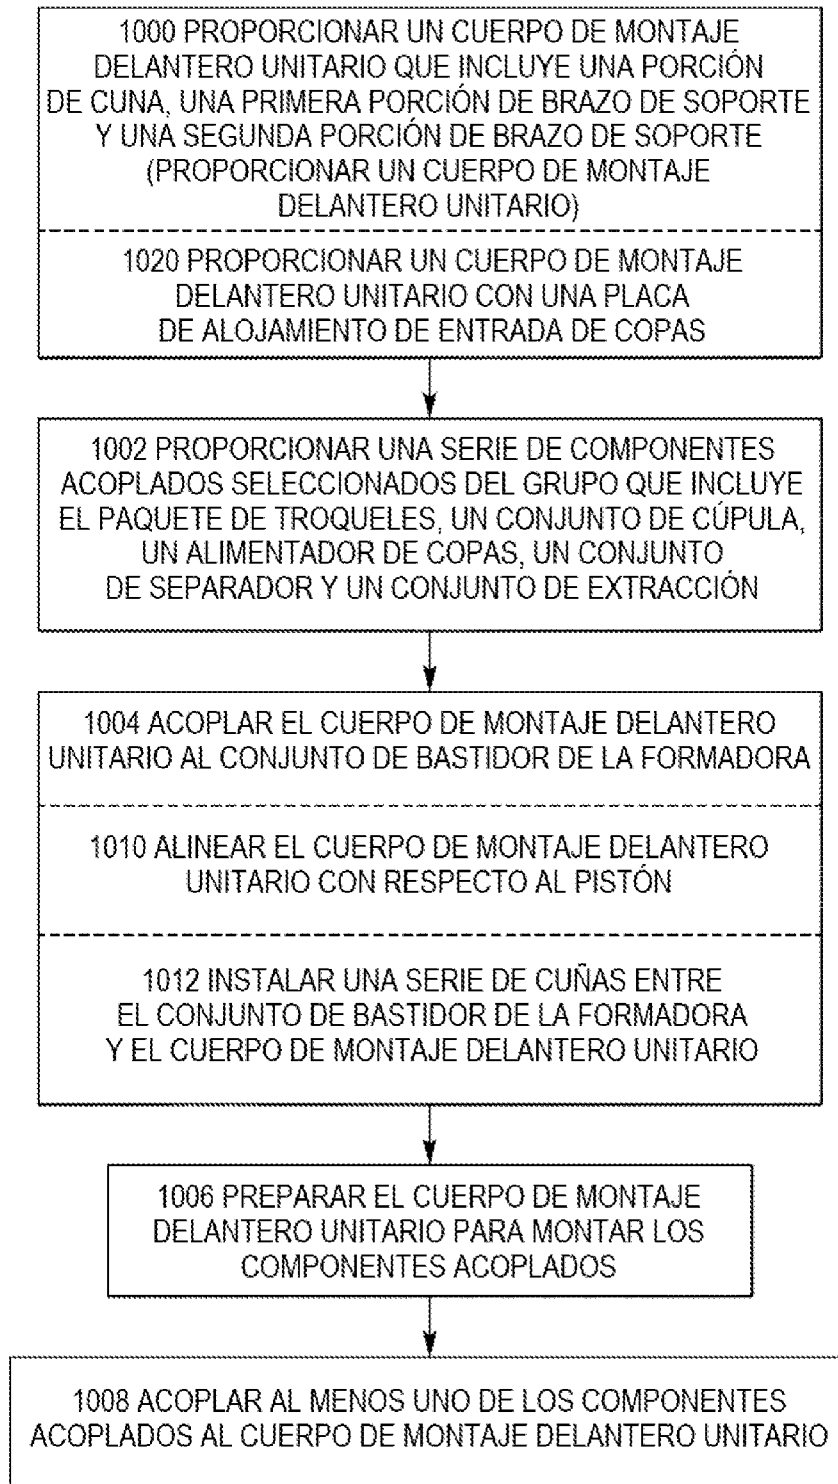 1000 PROPORCIONAR UN CUERPO DE MONTAJE
DELANTERO UNITARIO QUE INCLUYE UNA PORCIÓN
DE CUNA, UNA PRIMERA PORCIÓN DE BRAZO DE SOPORTE
Y UNA SEGUNDA PORCIÓN DE BRAZO DE SOPORTE
(PROPORCIONAR UN CUERPO DE MONTAJE
DELANTERO UNITARIO)
1020 PROPORCIONAR UN CUERPO DE MONTAJE
DELANTERO UNITARIO CON UNA PLACA
DE ALOJAMIENTO DE ENTRADA DE COPAS
1002 PROPORCIONAR UNA SERIE DE COMPONENTES
ACOPLADOS SELECCIONADOS DEL GRUPO QUE INCLUYE
EL PAQUETE DE TROQUELES, UN CONJUNTO DE CÚPULA,
UN ALIMENTADOR DE COPAS, UN CONJUNTO
DE SEPARADOR Y UN CONJUNTO DE EXTRACCIÓN
1004 ACOPLAR EL CUERPO DE MONTAJE DELANTERO
UNITARIO AL CONJUNTO DE BASTIDOR DE LA FORMADORA
1010 ALINEAR EL CUERPO DE MONTAJE DELANTERO
UNITARIO CON RESPECTO AL PISTÓN
1012 INSTALAR UNA SERIE DE CUÑAS ENTRE
EL CONJUNTO DE BASTIDOR DE LA FORMADORA
Y EL CUERPO DE MONTAJE DELANTERO UNITARIO
1006 PREPARAR EL CUERPO DE MONTAJE
DELANTERO UNITARIO PARA MONTAR LOS
COMPONENTES ACOPLADOS
1008 ACOPLAR AL MENOS UNO DE LOS COMPONENTES
ACOPLADOS AL CUERPO DE MONTAJE DELANTERO UNITARIO